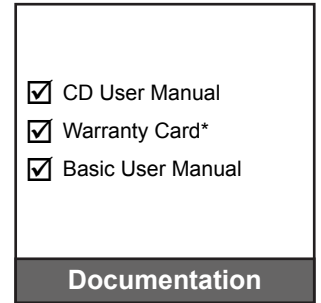 ☑ CD User Manual
☑ Warranty Card*
☑ Basic User Manual
Documentation